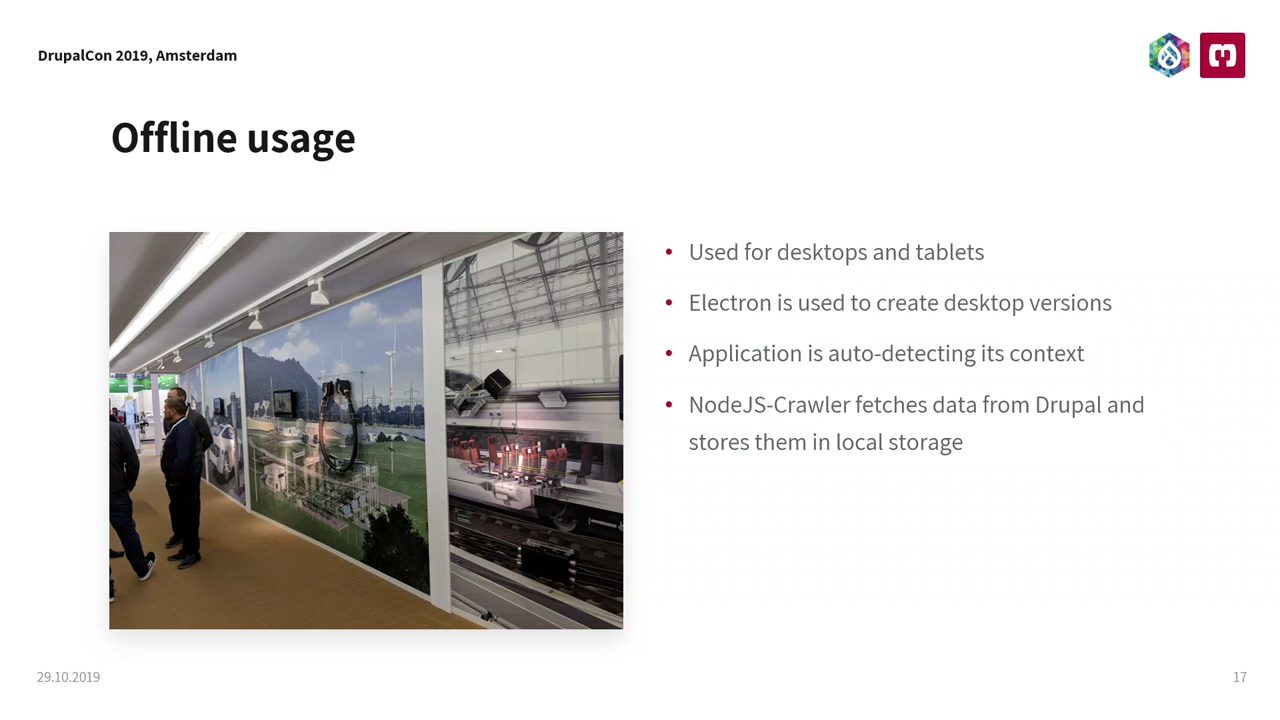 DrupalCon 2019, Amsterdam
Offline usage
• Used for desktops and tablets
• Electron is used to create desktop versions
• Application is auto-detecting its context
• NodeJS-Crawler fetches data from Drupal and
stores them in local storage
29.10.2019
17